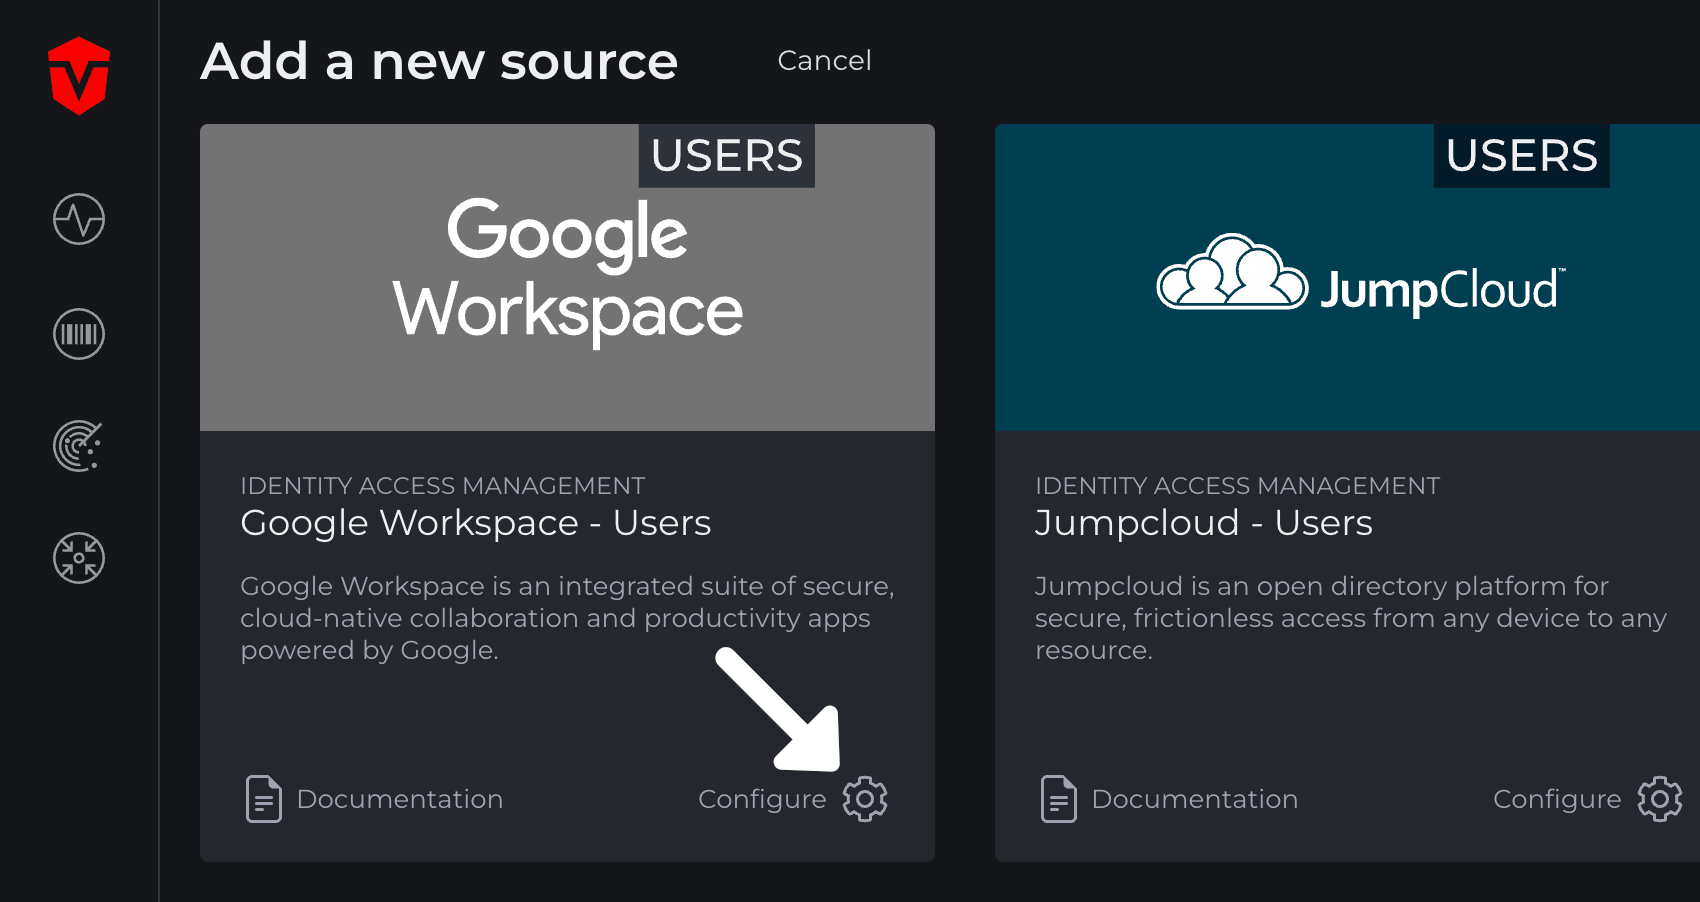 Add a new source
Cancel
USERS
Google
Workspace
IDENTITY ACCESS MANAGEMENT
Google Workspace - Users
Google Workspace is an integrated suite of secure,
cloud-native collaboration and productivity apps
powered by Google.
Documentation
Configure
USERS
JumpCloud™
IDENTITY ACCESS MANAGEMENT
Jumpcloud - Users
Jumpcloud is an open directory platform for
secure, frictionless access from any device to any
resource.
Documentation
Configure